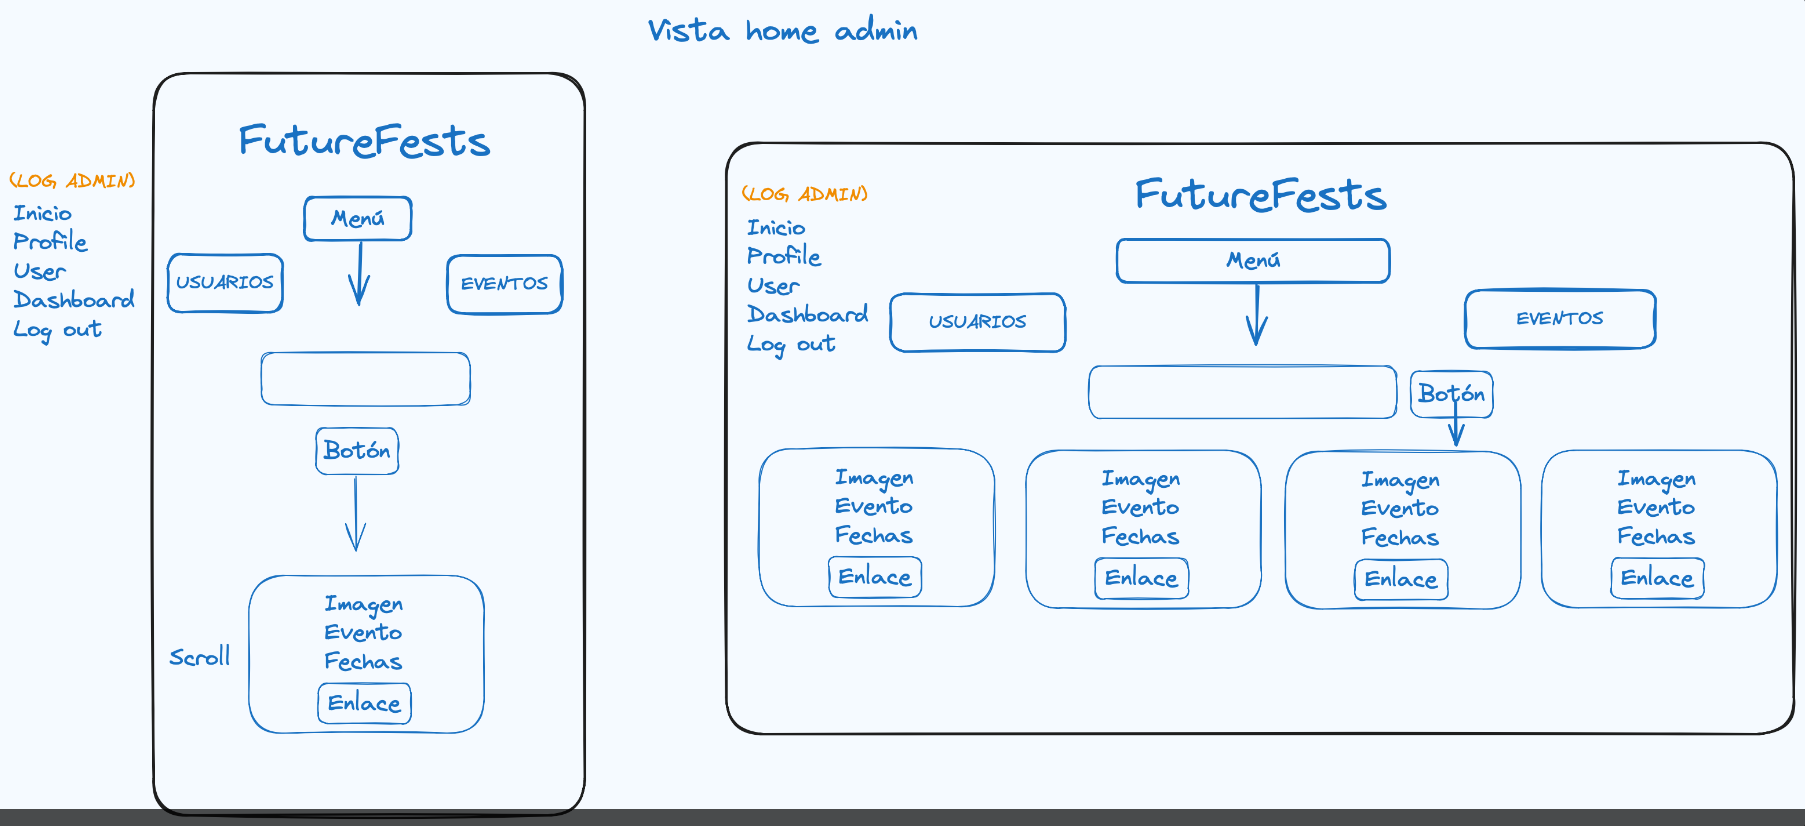 Vista home admin
FutureFests
(LOG ADMIN)
Inicio
Profile
User
Dashboard
Log out
Menú
USUARIOS
EVENTOS
Botón
Scroll
Imagen
Evento
Fechas
Enlace
FutureFests
(LOG ADMIN)
Inicio
Profile
User
Dashboard
Log out
Menú
USUARIOS
EVENTOS
Botón
Imagen
Evento
Fechas
Enlace
Imagen
Evento
Fechas
Enlace
Imagen
Evento
Fechas
Enlace
Imagen
Evento
Fechas
Enlace